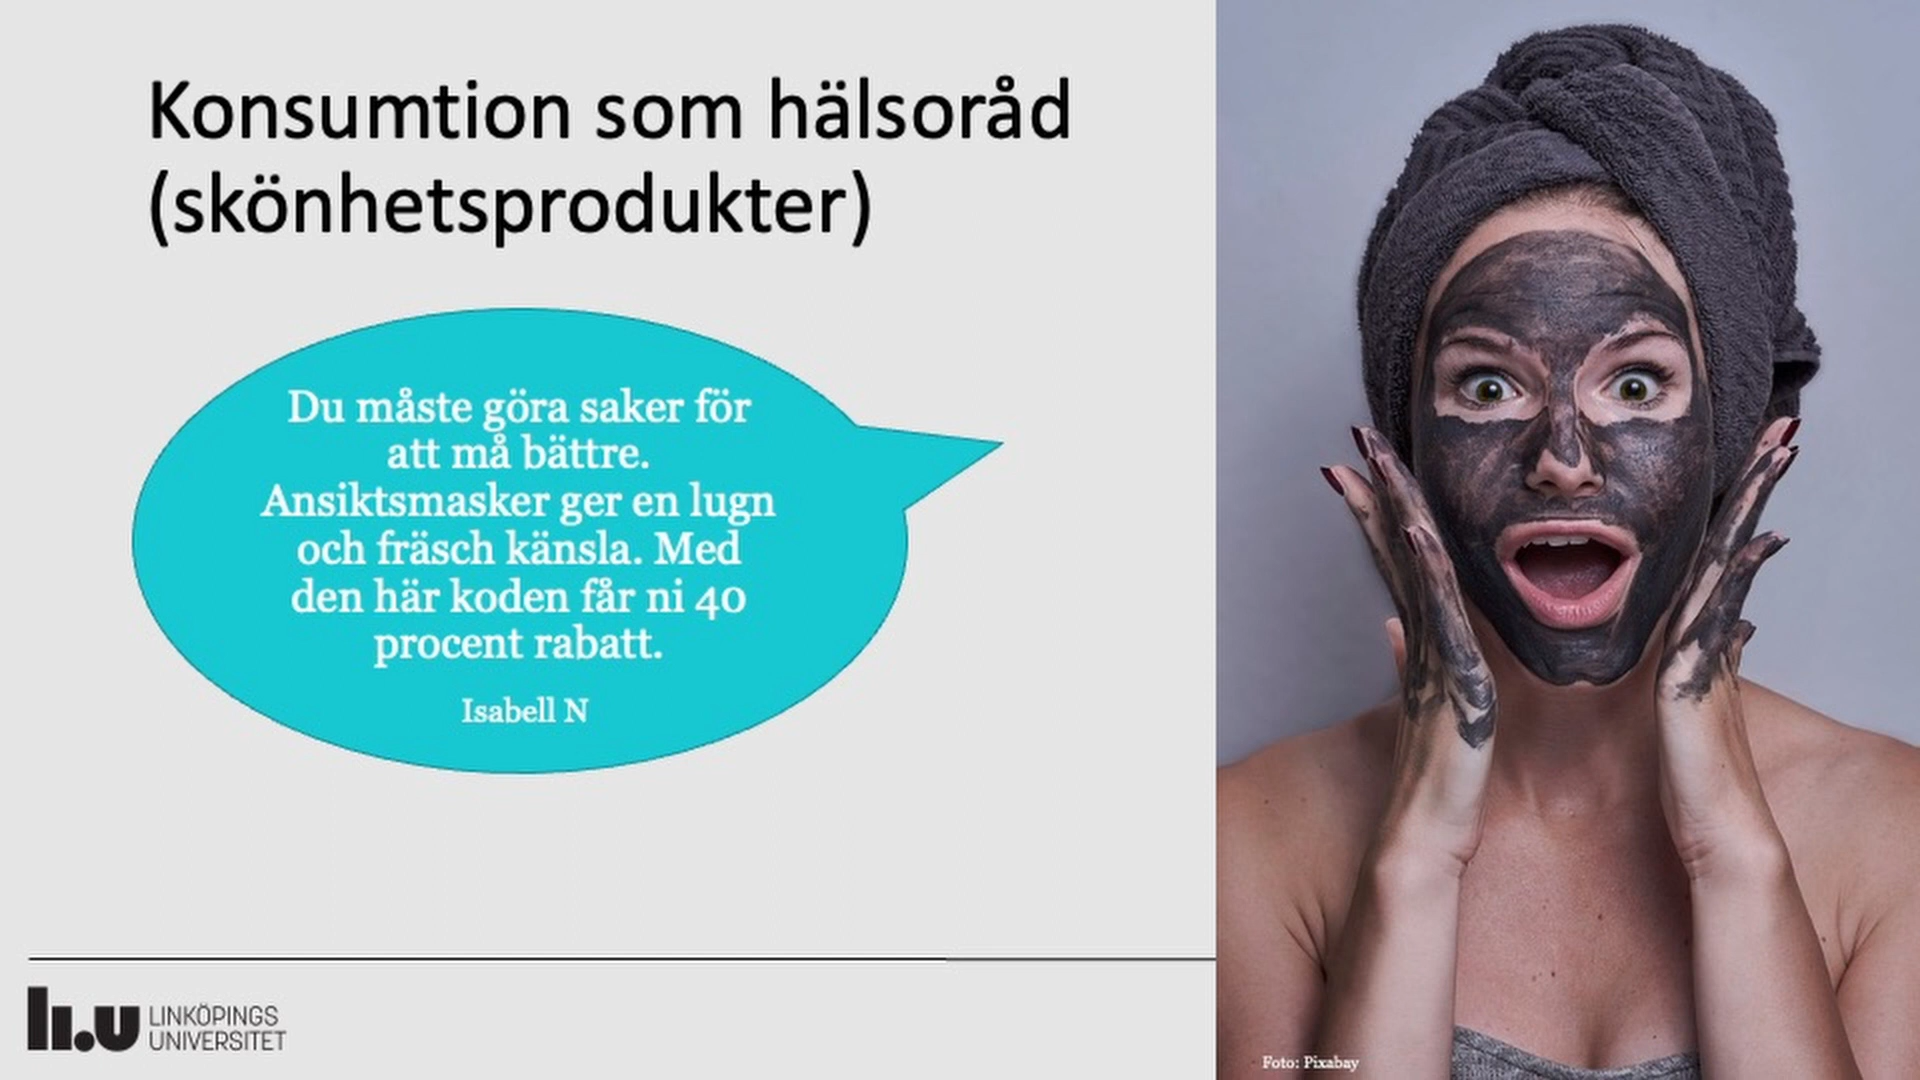 Konsumtion som hälsoråd
(skönhetsprodukter)
Du måste göra saker för
att må bättre.
Ansiktsmasker ger en lugn
och fräsch känsla. Med
den här koden får ni 40
procent rabatt.
Isabell N
li.u LINKÖPINGS
UNIVERSITET
Foto: Pixabay